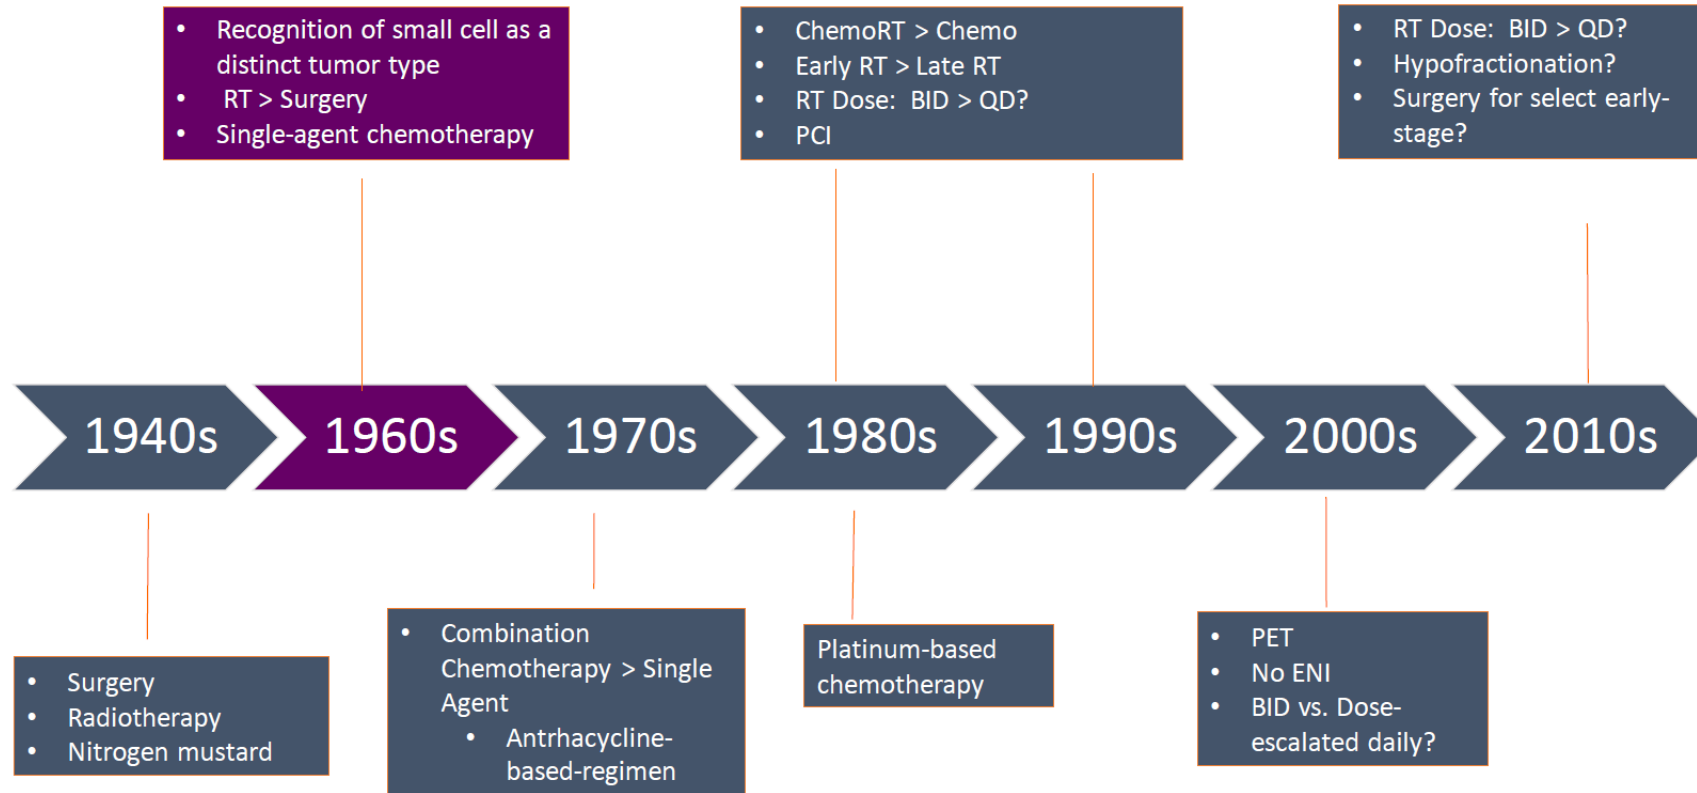 • Recognition of small cell as a
distinct tumor type
• RT > Surgery
• Single-agent chemotherapy
• ChemoRT > Chemo
• Early RT > Late RT
• RT Dose: BID > QD?
• PCI
• RT Dose: BID > QD?
• Hypofractionation?
• Surgery for select early-
stage?
1940s
1960s
1970s
1980s
1990s
2000s
2010s
• Surgery
• Radiotherapy
• Nitrogen mustard
• Combination
Chemotherapy > Single
Agent
• Antrhacycline-
based-regimen
Platinum-based
chemotherapy
• PET
• No ENI
• BID vs. Dose-
escalated daily?